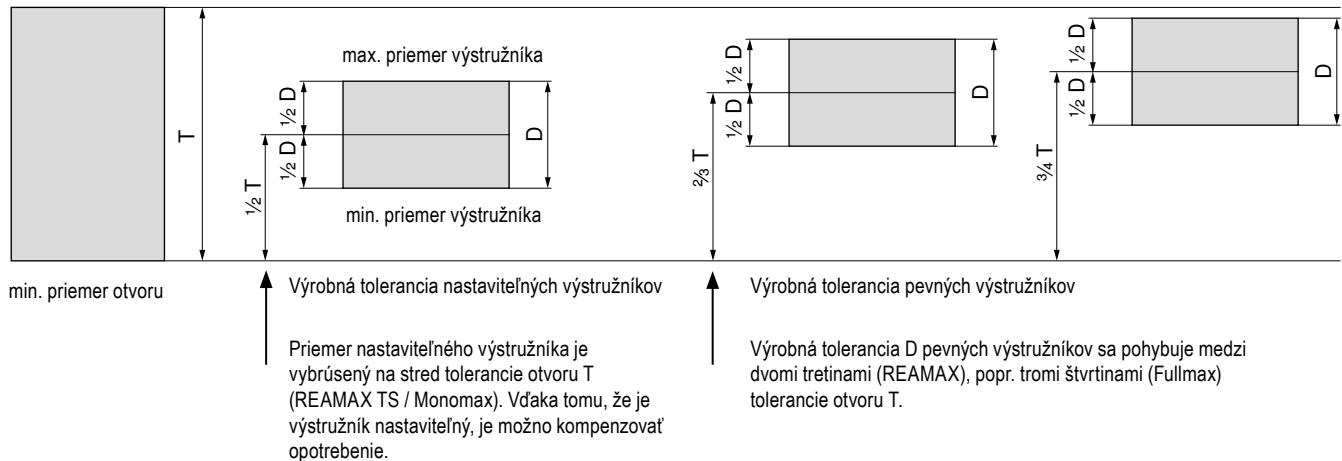 T
½ T
½ D
½ D
max. priemer výstružníka
D
min. priemer výstružníka
⅔ T
½ D
½ D
D
¾ T
½ D
½ D
D
min. priemer otvoru
Výrobná tolerancia nastaviteľných výstružníkov
Priemer nastaviteľného výstružníka je
vybrúsený na stred tolerancie otvoru T
(REAMAX TS / Monomax). Vďaka tomu, že je
výstružník nastaviteľný, je možno kompenzovať
opotrebenie.
Výrobná tolerancia pevných výstružníkov
Výrobná tolerancia D pevných výstružníkov sa pohybuje medzi
dvomi tretinami (REAMAX), popr. tromi štvrtinami (Fullmax)
tolerancie otvoru T.